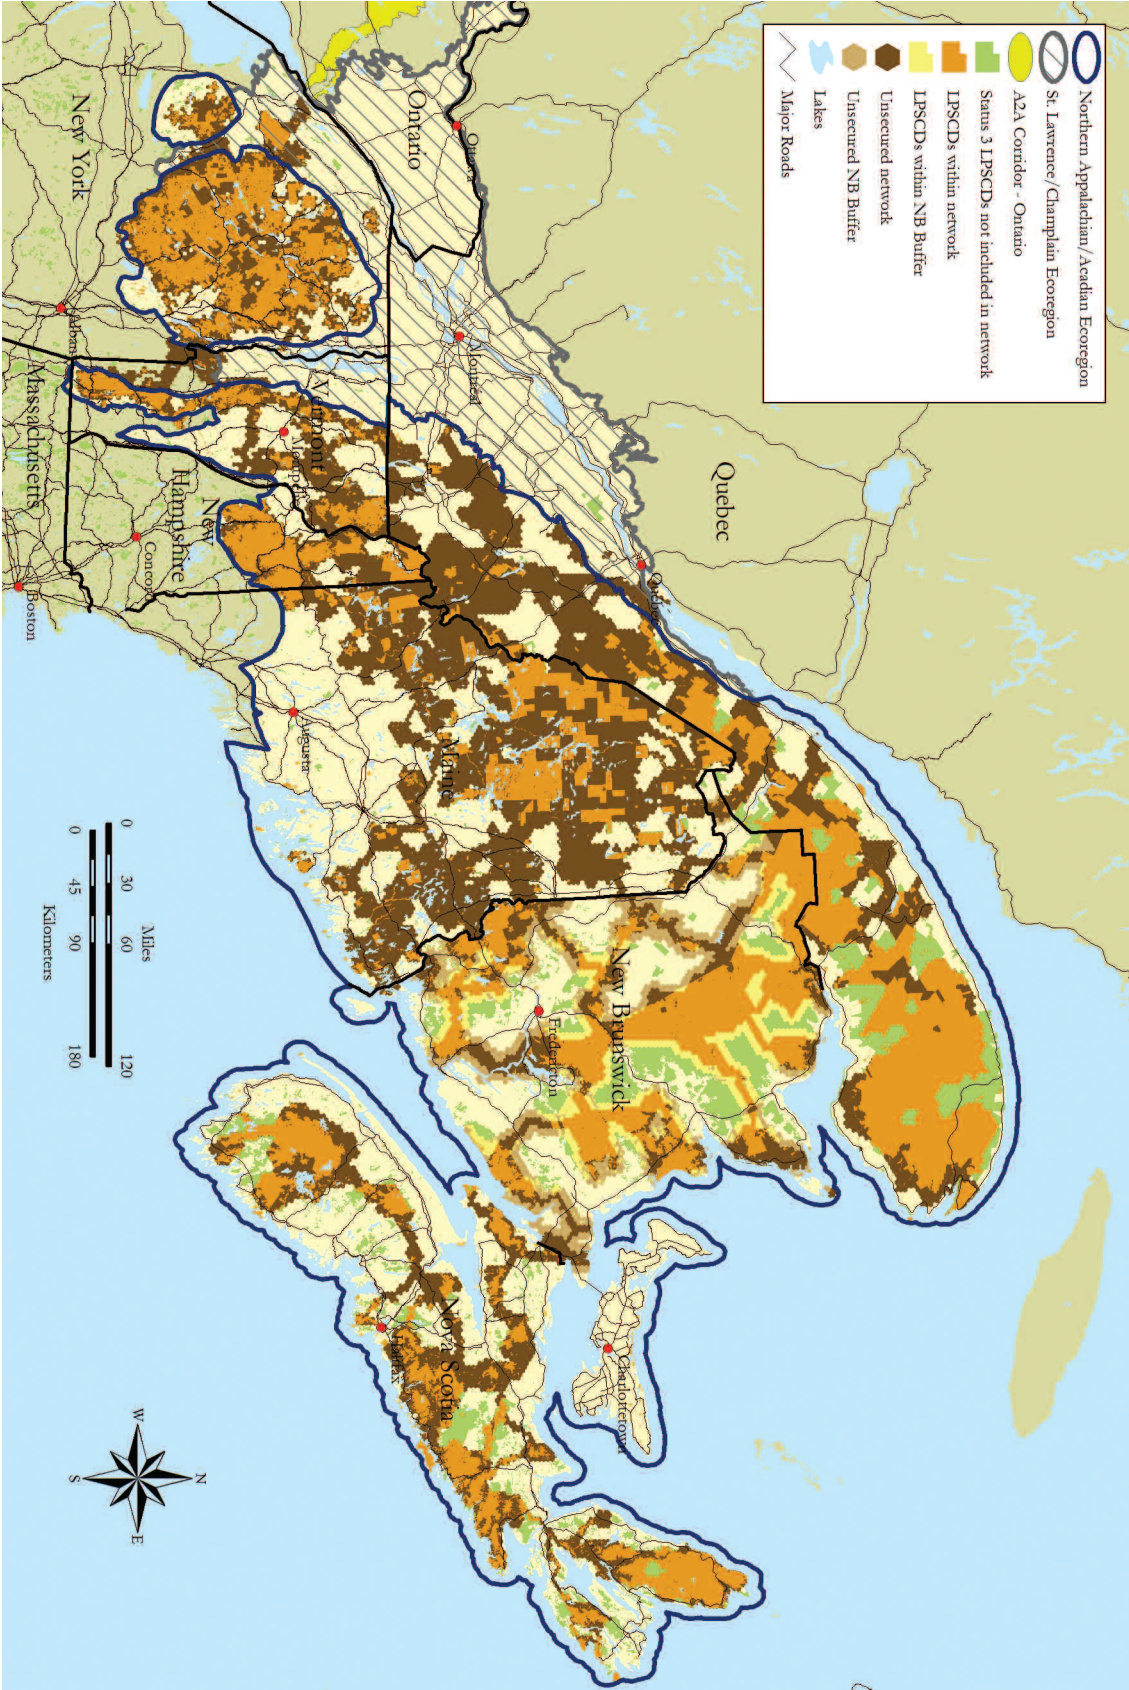 Northern Appalachian/Acadian Ecoregion
St. Lawrence/Champlain Ecoregion
A2A Corridor - Ontario
Status 3 LPSCDs not included in network
LPSCDs within network
LPSCDs within NB Buffer
Unsecured network
Unsecured NB Buffer
Lakes
Major Roads
Quebec
Ontario
Ottawa
Montreal
Quebec
New York
Albany
Vermont
Montpelier
New
Hampshire
Concord
Massachusetts
Boston
Maine
Augusta
New Brunswick
Fredericton
Charlottetown
Nova Scotia
Halifax
Miles
0 30 60 120
0 45 90 180
Kilometers
N
W E
S